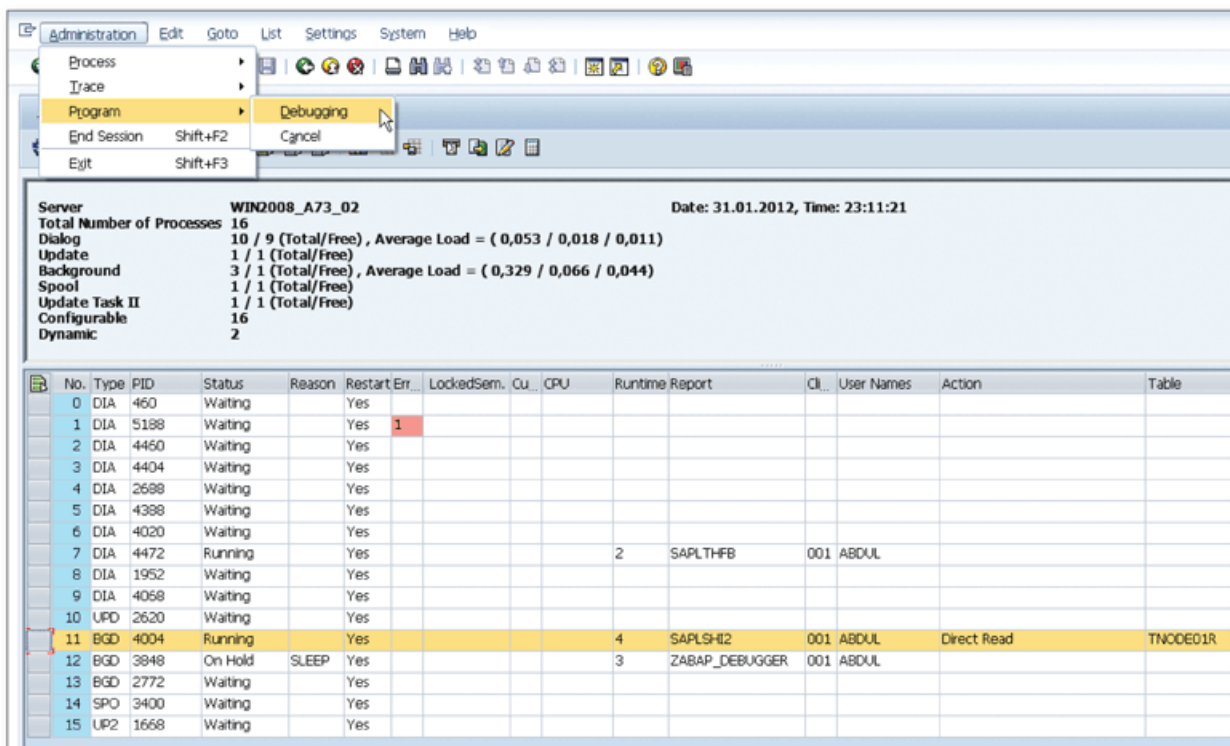 Administration Edit Goto List Settings System Help
Process
Trace
Program Debugging
End Session Shift+F2 Cancel
Exit Shift+F3
Server WIN2008_A73_02 Date: 31.01.2012, Time: 23:11:21
Total Number of Processes 16
Dialog 10 / 9 (Total/Free) , Average Load = ( 0,053 / 0,018 / 0,011)
Update 1 / 1 (Total/Free)
Background 3 / 1 (Total/Free) , Average Load = ( 0,329 / 0,066 / 0,044)
Spool 1 / 1 (Total/Free)
Update Task II 1 / 1 (Total/Free)
Configurable 16
Dynamic 2
No. Type PID Status Reason Restart Err... LockedSem. Cu... CPU Runtime Report Cli... User Names Action Table
0 DIA 460 Waiting Yes
1 DIA 5188 Waiting Yes 1
2 DIA 4460 Waiting Yes
3 DIA 4404 Waiting Yes
4 DIA 2688 Waiting Yes
5 DIA 4388 Waiting Yes
6 DIA 4020 Waiting Yes
7 DIA 4472 Running Yes 2 SAPLTHFB 001 ABDUL
8 DIA 1952 Waiting Yes
9 DIA 4068 Waiting Yes
10 UPD 2620 Waiting Yes
11 BGD 4004 Running Yes 4 SAPLSHI2 001 ABDUL Direct Read TNODE01R
12 BGD 3848 On Hold SLEEP Yes 3 ZABAP_DEBUGGER 001 ABDUL
13 BGD 2772 Waiting Yes
14 SPO 3400 Waiting Yes
15 UP2 1668 Waiting Yes